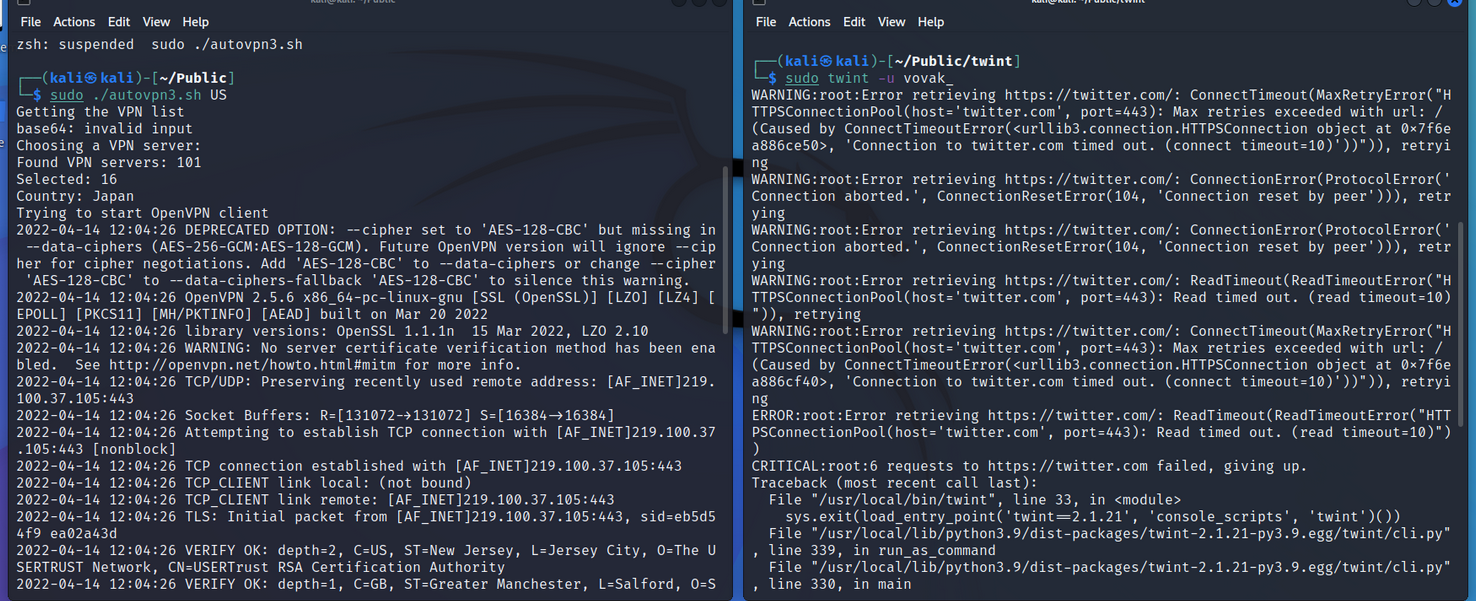 File Actions Edit View Help
zsh: suspended  sudo ./autovpn3.sh
┌──(kali㉿kali)-[~/Public]
└─$ sudo ./autovpn3.sh US
Getting the VPN list
base64: invalid input
Choosing a VPN server:
Found VPN servers: 101
Selected: 16
Country: Japan
Trying to start OpenVPN client
2022-04-14 12:04:26 DEPRECATED OPTION: --cipher set to 'AES-128-CBC' but missing in
 --data-ciphers (AES-256-GCM:AES-128-GCM). Future OpenVPN version will ignore --cip
her for cipher negotiations. Add 'AES-128-CBC' to --data-ciphers or change --cipher
 'AES-128-CBC' to --data-ciphers-fallback 'AES-128-CBC' to silence this warning.
2022-04-14 12:04:26 OpenVPN 2.5.6 x86_64-pc-linux-gnu [SSL (OpenSSL)] [LZO] [LZ4] [
EPOLL] [PKCS11] [MH/PKTINFO] [AEAD] built on Mar 20 2022
2022-04-14 12:04:26 library versions: OpenSSL 1.1.1n  15 Mar 2022, LZO 2.10
2022-04-14 12:04:26 WARNING: No server certificate verification method has been ena
bled.  See http://openvpn.net/howto.html#mitm for more info.
2022-04-14 12:04:26 TCP/UDP: Preserving recently used remote address: [AF_INET]219.
100.37.105:443
2022-04-14 12:04:26 Socket Buffers: R=[131072→131072] S=[16384→16384]
2022-04-14 12:04:26 Attempting to establish TCP connection with [AF_INET]219.100.37
.105:443 [nonblock]
2022-04-14 12:04:26 TCP connection established with [AF_INET]219.100.37.105:443
2022-04-14 12:04:26 TCP_CLIENT link local: (not bound)
2022-04-14 12:04:26 TCP_CLIENT link remote: [AF_INET]219.100.37.105:443
2022-04-14 12:04:26 TLS: Initial packet from [AF_INET]219.100.37.105:443, sid=eb5d5
4f9 ea02a43d
2022-04-14 12:04:26 VERIFY OK: depth=2, C=US, ST=New Jersey, L=Jersey City, O=The U
SERTRUST Network, CN=USERTrust RSA Certification Authority
2022-04-14 12:04:26 VERIFY OK: depth=1, C=GB, ST=Greater Manchester, L=Salford, O=S
kali@kali: ~/Public/twint
File Actions Edit View Help
┌──(kali㉿kali)-[~/Public/twint]
└─$ sudo twint -u vovak_
WARNING:root:Error retrieving https://twitter.com/: ConnectTimeout(MaxRetryError("H
TTPSConnectionPool(host='twitter.com', port=443): Max retries exceeded with url: /
(Caused by ConnectTimeoutError(<urllib3.connection.HTTPSConnection object at 0×7f6e
a886ce50>, 'Connection to twitter.com timed out. (connect timeout=10)'))")), retryi
ng
WARNING:root:Error retrieving https://twitter.com/: ConnectionError(ProtocolError('
Connection aborted.', ConnectionResetError(104, 'Connection reset by peer'))), retr
ying
WARNING:root:Error retrieving https://twitter.com/: ConnectionError(ProtocolError('
Connection aborted.', ConnectionResetError(104, 'Connection reset by peer'))), retr
ying
WARNING:root:Error retrieving https://twitter.com/: ReadTimeout(ReadTimeoutError("H
TTPSConnectionPool(host='twitter.com', port=443): Read timed out. (read timeout=10)
")), retrying
WARNING:root:Error retrieving https://twitter.com/: ConnectTimeout(MaxRetryError("H
TTPSConnectionPool(host='twitter.com', port=443): Max retries exceeded with url: /
(Caused by ConnectTimeoutError(<urllib3.connection.HTTPSConnection object at 0×7f6e
a886cf40>, 'Connection to twitter.com timed out. (connect timeout=10)'))")), retryi
ng
ERROR:root:Error retrieving https://twitter.com/: ReadTimeout(ReadTimeoutError("HTT
PSConnectionPool(host='twitter.com', port=443): Read timed out. (read timeout=10)")
)
CRITICAL:root:6 requests to https://twitter.com failed, giving up.
Traceback (most recent call last):
  File "/usr/local/bin/twint", line 33, in <module>
    sys.exit(load_entry_point('twint==2.1.21', 'console_scripts', 'twint')())
  File "/usr/local/lib/python3.9/dist-packages/twint-2.1.21-py3.9.egg/twint/cli.py"
, line 339, in run_as_command
  File "/usr/local/lib/python3.9/dist-packages/twint-2.1.21-py3.9.egg/twint/cli.py"
, line 330, in main